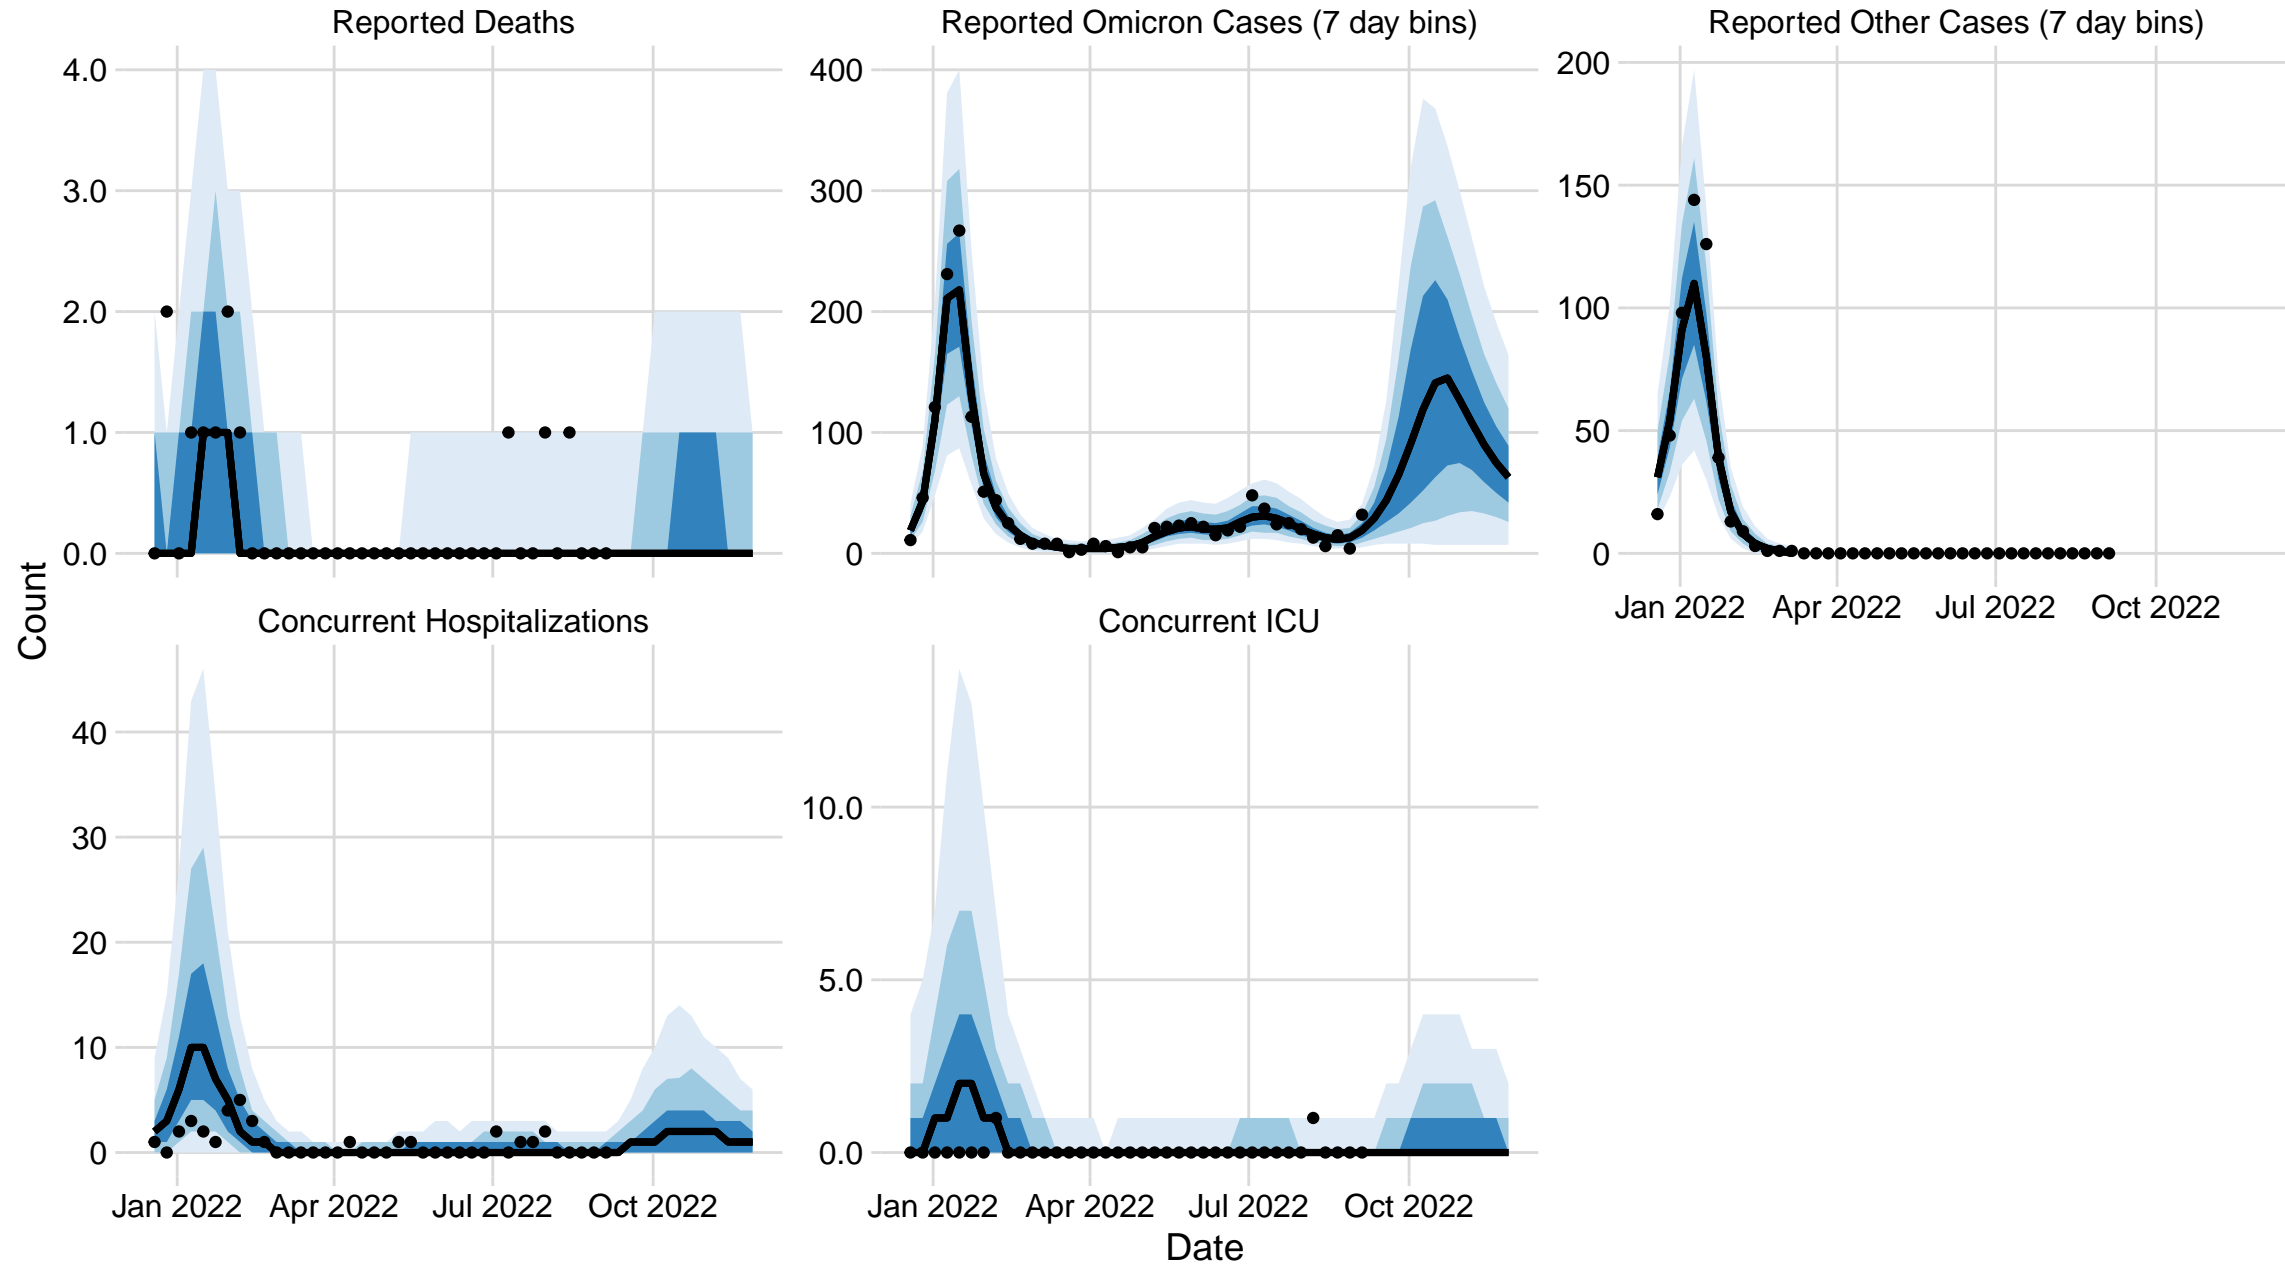 Reported Deaths
Reported Omicron Cases (7 day bins)
Reported Other Cases (7 day bins)
4.0
3.0
2.0
1.0
0.0
400
300
200
100
0
200
150
100
50
0
Jan 2022 Apr 2022 Jul 2022 Oct 2022
Count
Concurrent Hospitalizations
Concurrent ICU
40
30
20
10
0
10.0
5.0
0.0
Jan 2022 Apr 2022 Jul 2022 Oct 2022
Jan 2022 Apr 2022 Jul 2022 Oct 2022
Date